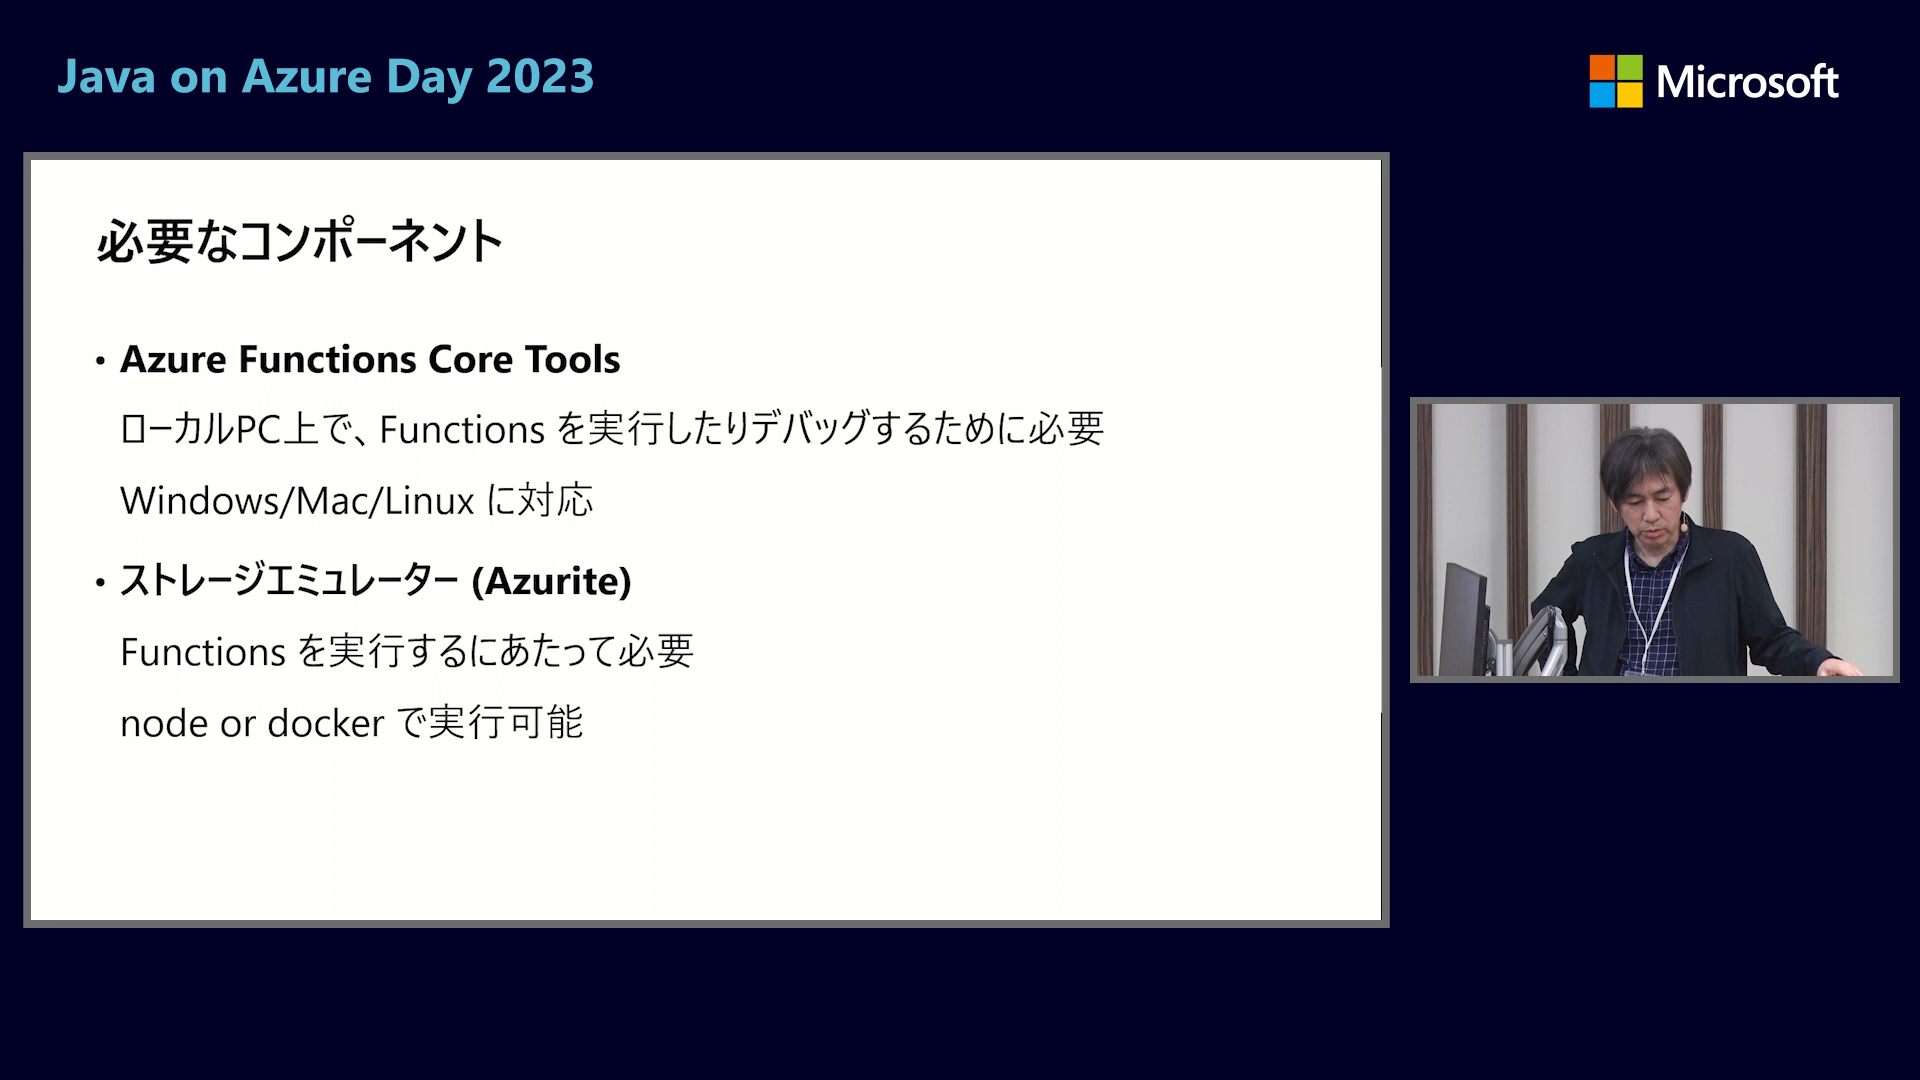 Java on Azure Day 2023
Microsoft
必要なコンポーネント
• Azure Functions Core Tools
ローカルPC上で、Functions を実行したりデバッグするために必要
Windows/Mac/Linux に対応
• ストレージエミュレーター (Azurite)
Functions を実行するにあたって必要
node or docker で実行可能